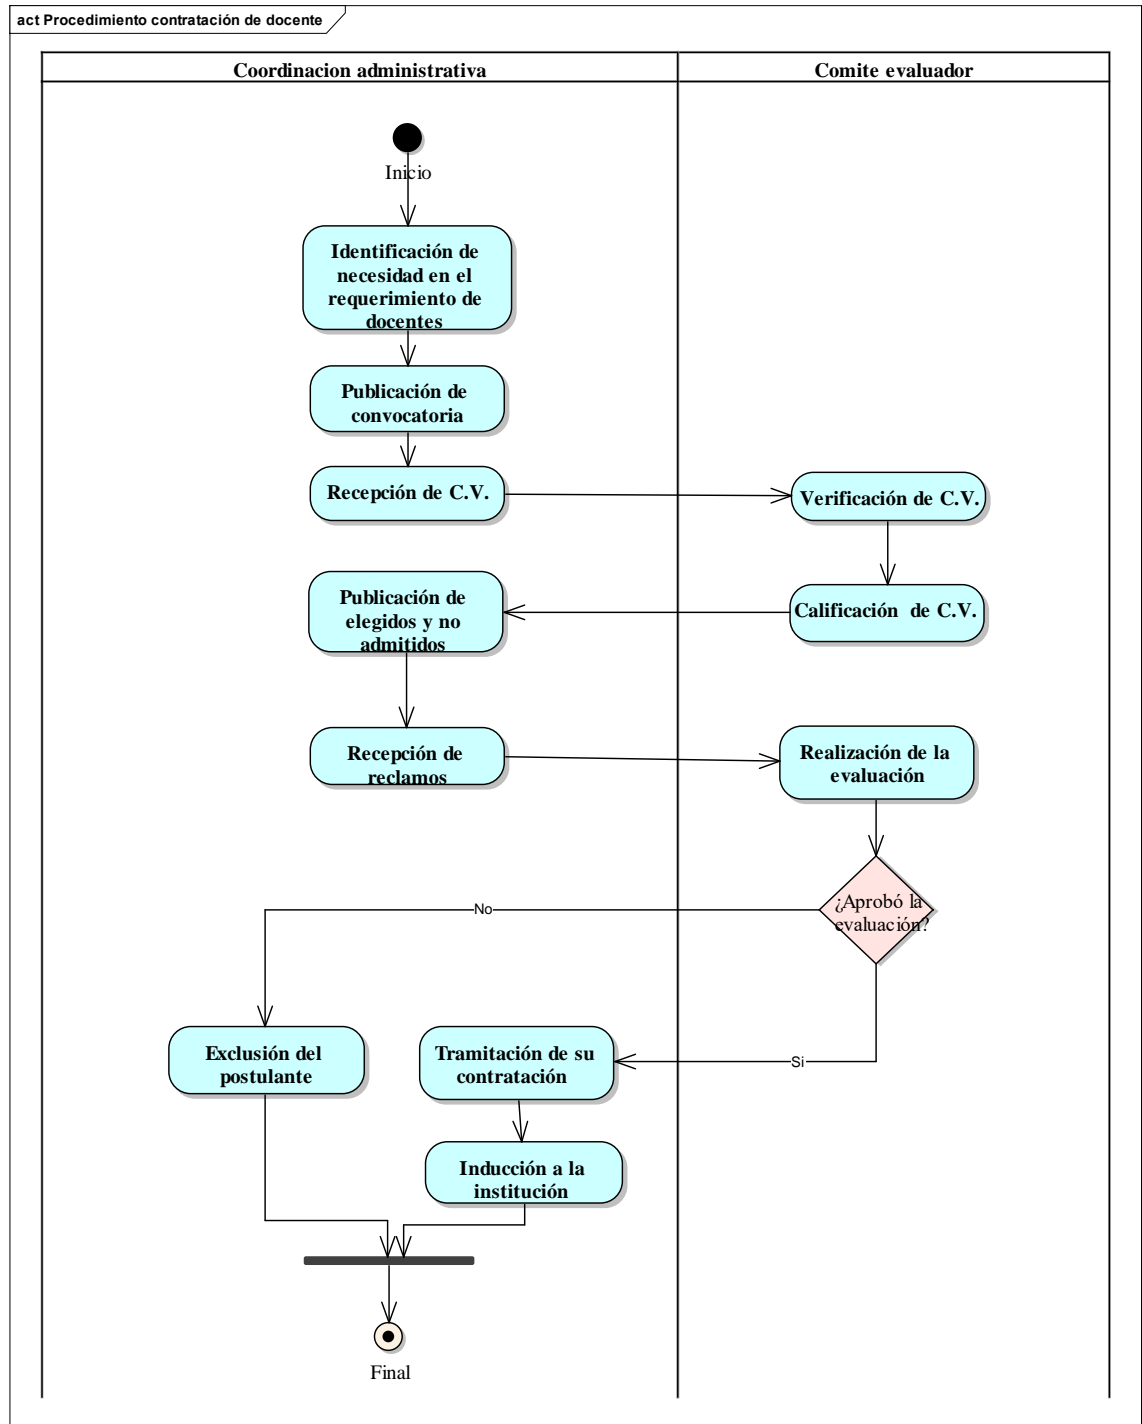 act Procedimiento contratación de docente
Coordinacion administrativa
Comite evaluador
Inicio
Identificación de
necesidad en el
requerimiento de
docentes
Publicación de
convocatoria
Recepción de C.V.
Verificación de C.V.
Calificación de C.V.
Publicación de
elegidos y no
admitidos
Recepción de
reclamos
Realización de la
evaluación
¿Aprobó la
evaluación?
No
Si
Exclusión del
postulante
Tramitación de su
contratación
Inducción a la
institución
Final